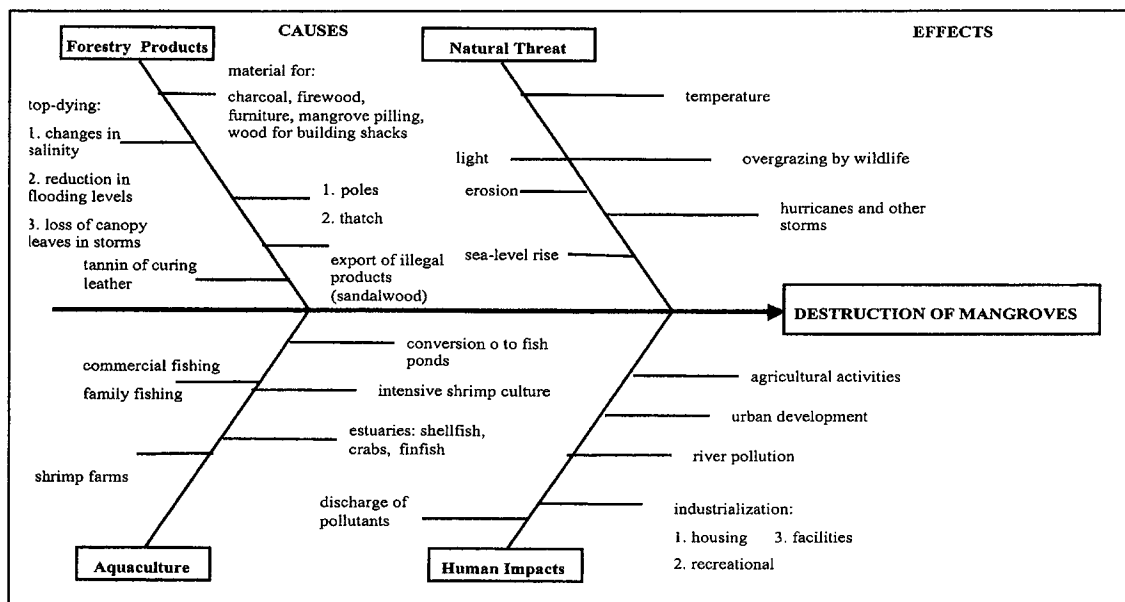 CAUSES
EFFECTS
Forestry Products
Natural Threat
material for:
charcoal, firewood,
furniture, mangrove pilling,
wood for building shacks
top-dying:
1. changes in
salinity
2. reduction in
flooding levels
3. loss of canopy
leaves in storms
1. poles
2. thatch
tannin of curing
leather
export of illegal
products
(sandalwood)
temperature
light
overgrazing by wildlife
erosion
hurricanes and other
storms
sea-level rise
DESTRUCTION OF MANGROVES
conversion o to fish
ponds
commercial fishing
family fishing
intensive shrimp culture
estuaries: shellfish,
crabs, finfish
shrimp farms
agricultural activities
urban development
river pollution
discharge of
pollutants
industrialization:
1. housing 3. facilities
2. recreational
Aquaculture
Human Impacts